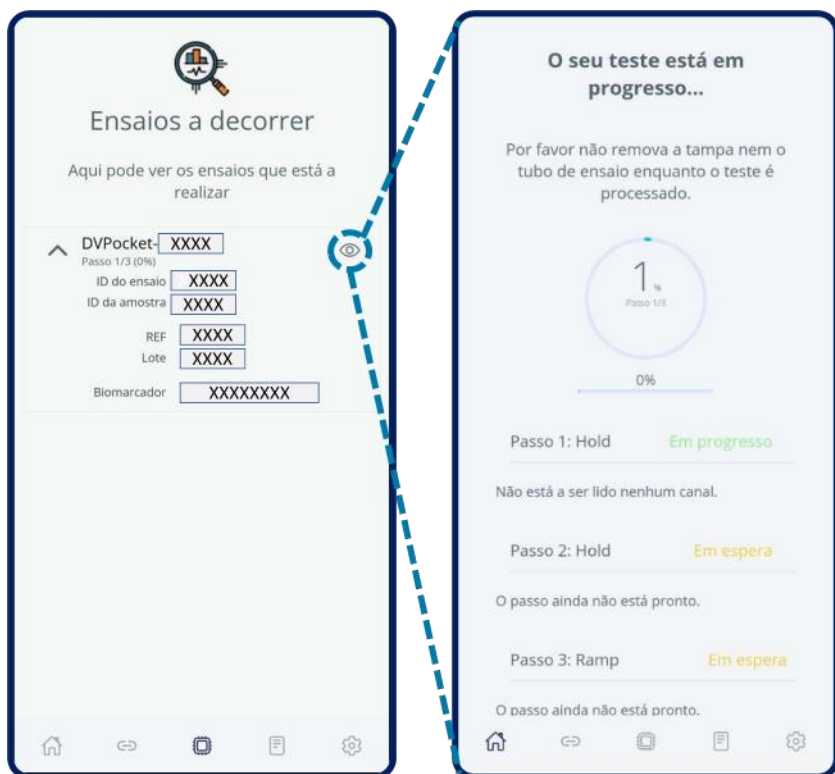 Ensaios a decorrer
Aqui pode ver os ensaios que está a
realizar
DVPocket- XXXX
Passo 1/3 (0%)
ID do ensaio XXXX
ID da amostra XXXX
REF XXXX
Lote XXXX
Biomarcador XXXXXXXX
O seu teste está em
progresso...
Por favor não remova a tampa nem o
tubo de ensaio enquanto o teste é
processado.
1 %
Passo 1/3
0%
Passo 1: Hold Em progresso
Não está a ser lido nenhum canal.
Passo 2: Hold Em espera
O passo ainda não está pronto.
Passo 3: Ramp Em espera
O passo ainda não está pronto.